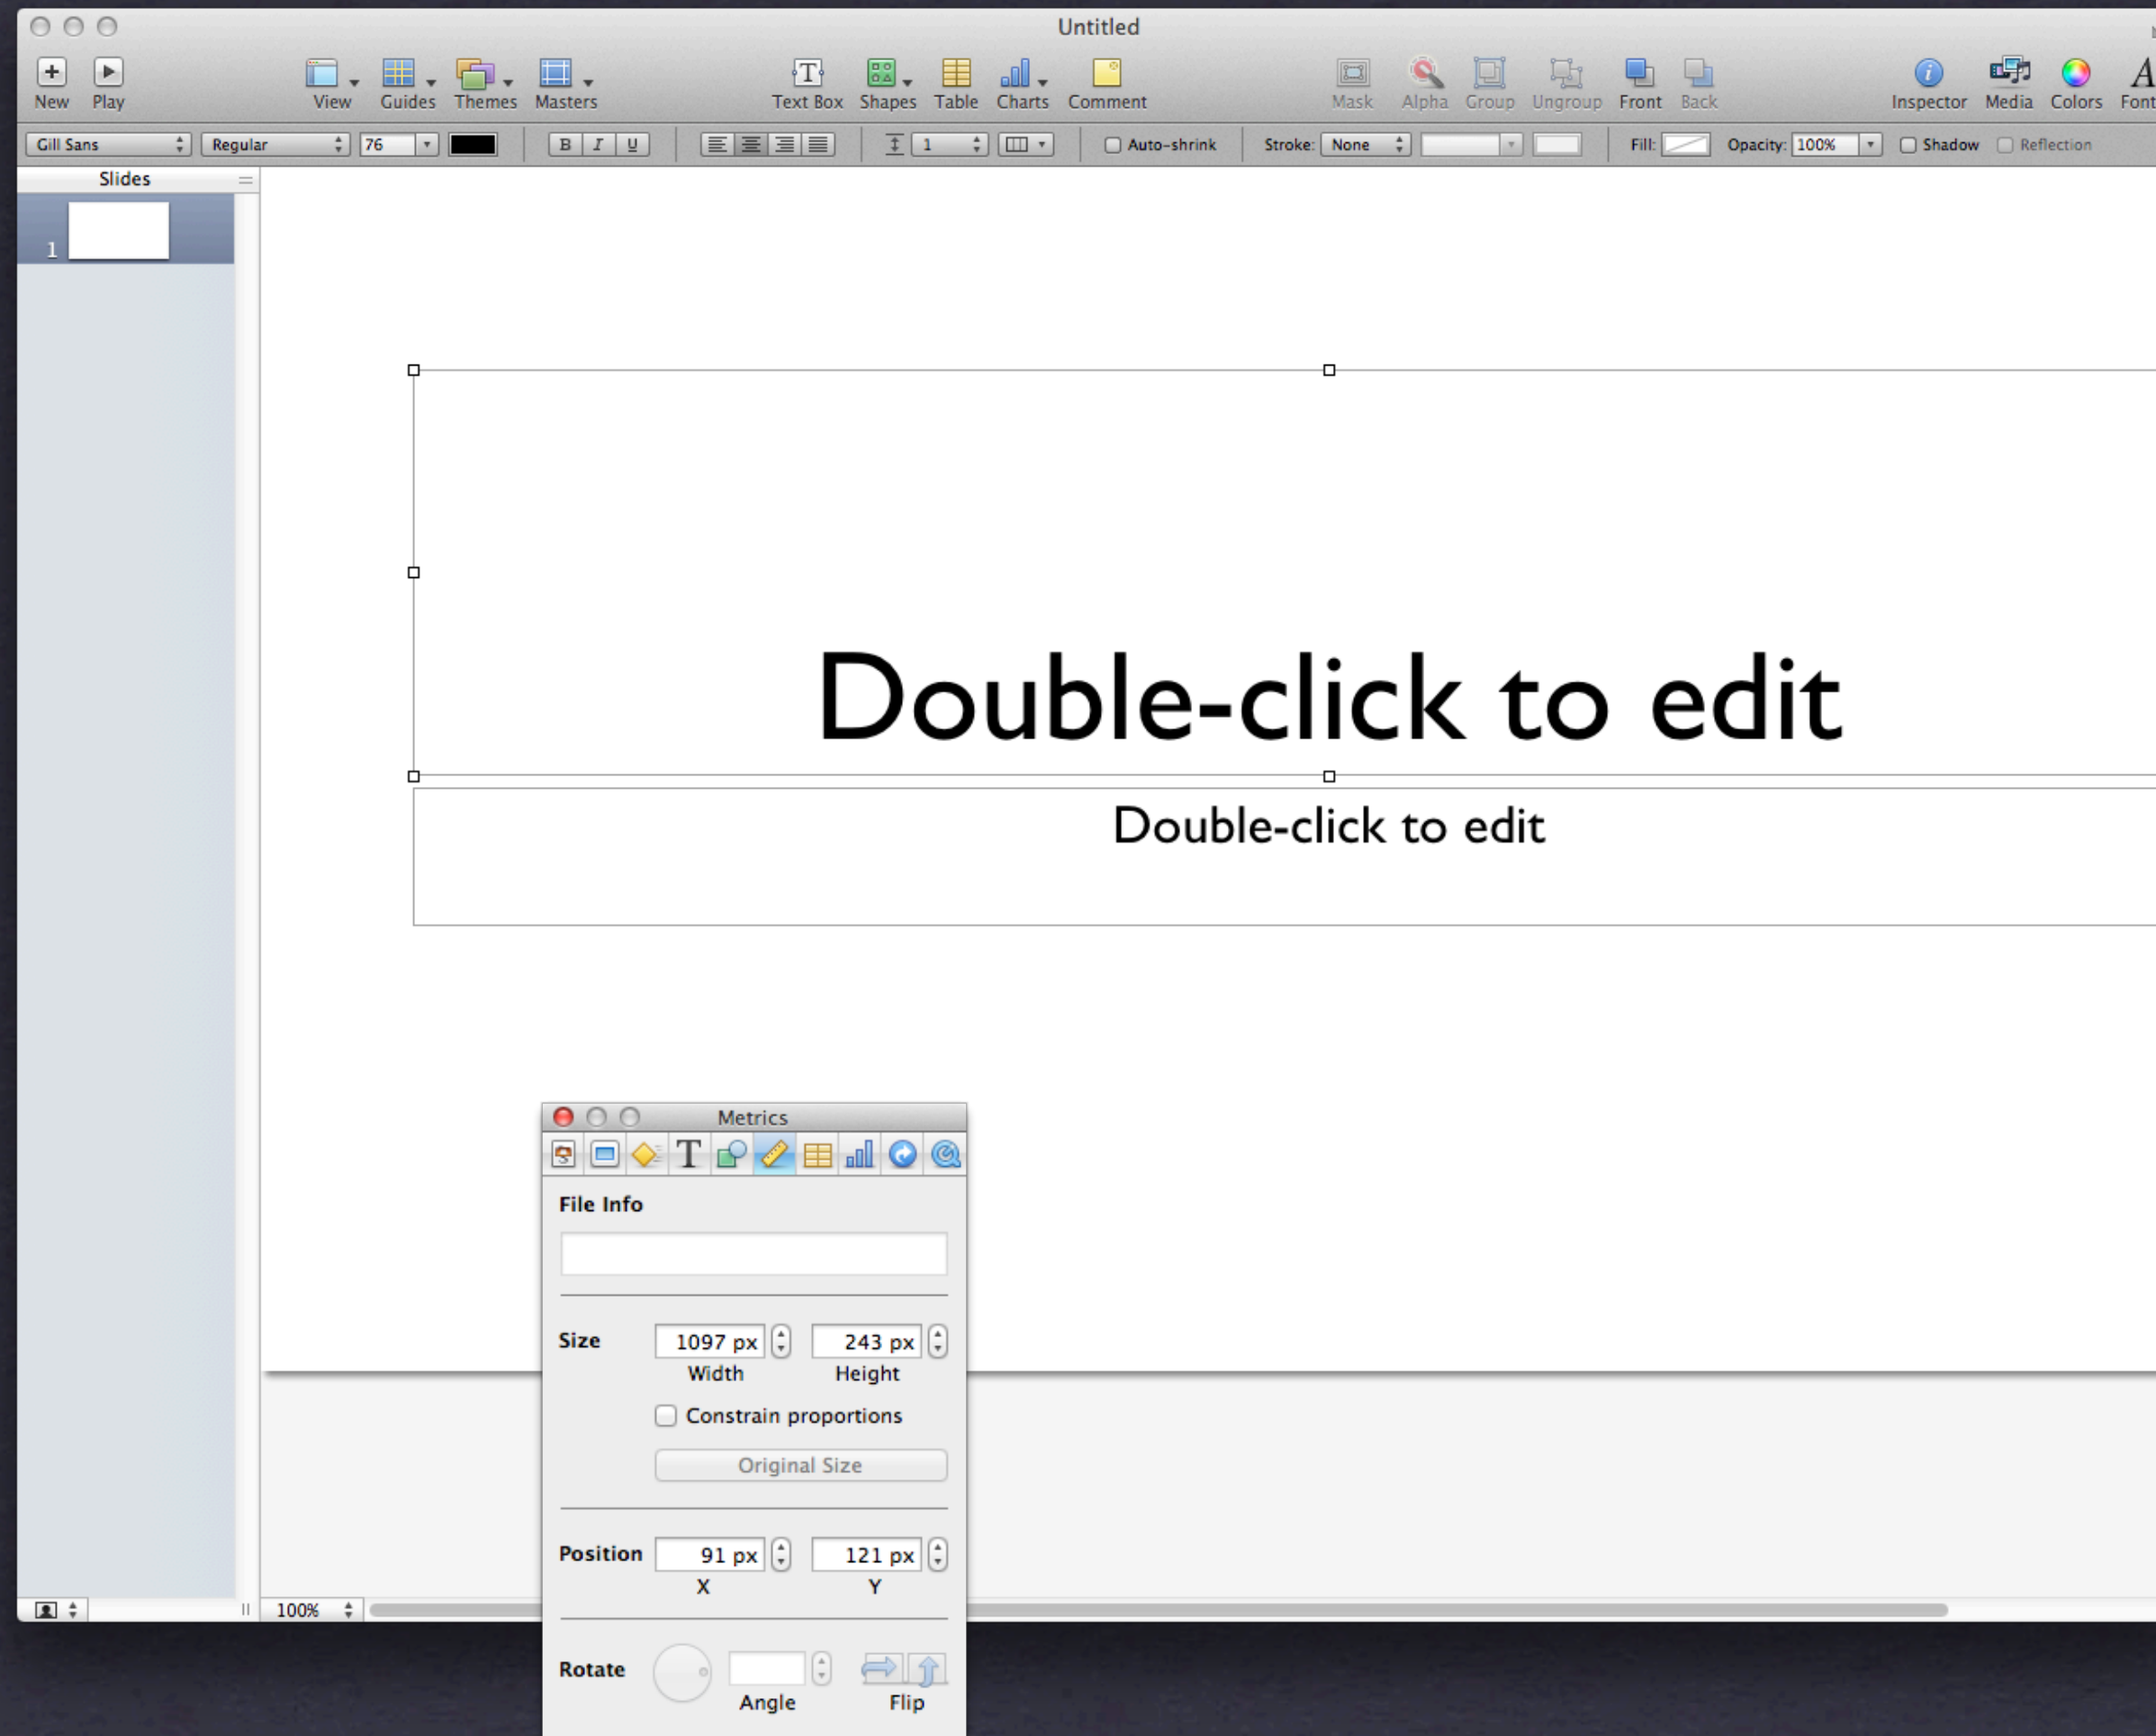 Untitled
New Play View Guides Themes Masters Text Box Shapes Table Charts Comment Mask Alpha Group Ungroup Front Back Inspector Media Colors Font
Gill Sans Regular 76 B I U 1 Auto-shrink Stroke: None Fill: Opacity: 100% Shadow Reflection
Slides
1
Double-click to edit
Double-click to edit
Metrics
File Info
Size 1097 px 243 px
Width Height
Constrain proportions
Original Size
Position 91 px 121 px
X Y
100%
Rotate
Angle Flip